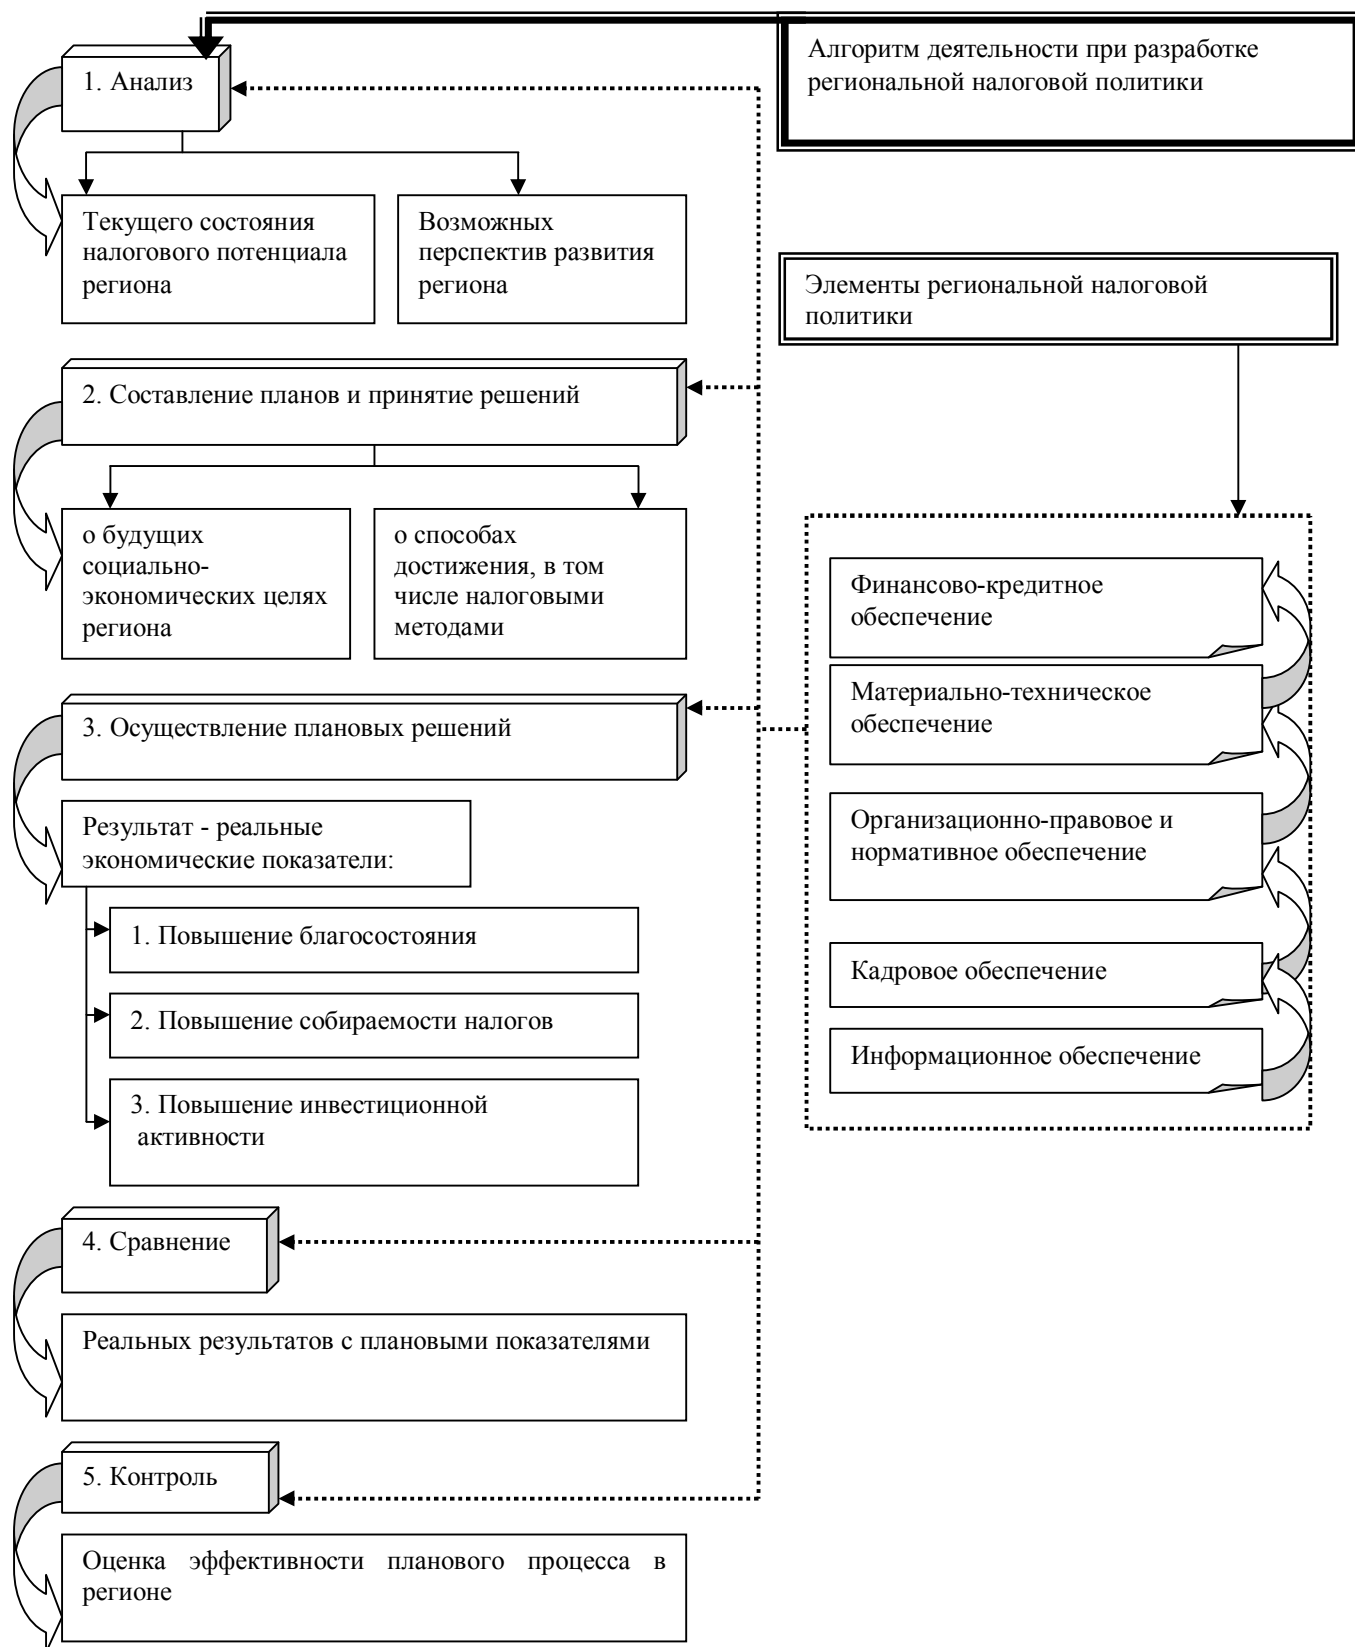 Алгоритм деятельности при разработке
региональной налоговой политики
1. Анализ
Текущего состояния
налогового потенциала
региона
Возможных
перспектив развития
региона
Элементы региональной налоговой
политики
2. Составление планов и принятие решений
о будущих
социально-
экономических целях
региона
о способах
достижения, в том
числе налоговыми
методами
3. Осуществление плановых решений
Результат - реальные
экономические показатели:
1. Повышение благосостояния
2. Повышение собираемости налогов
3. Повышение инвестиционной
активности
4. Сравнение
Реальных результатов с плановыми показателями
5. Контроль
Оценка эффективности планового процесса в
регионе
Финансово-кредитное
обеспечение
Материально-техническое
обеспечение
Организационно-правовое и
нормативное обеспечение
Кадровое обеспечение
Информационное обеспечение